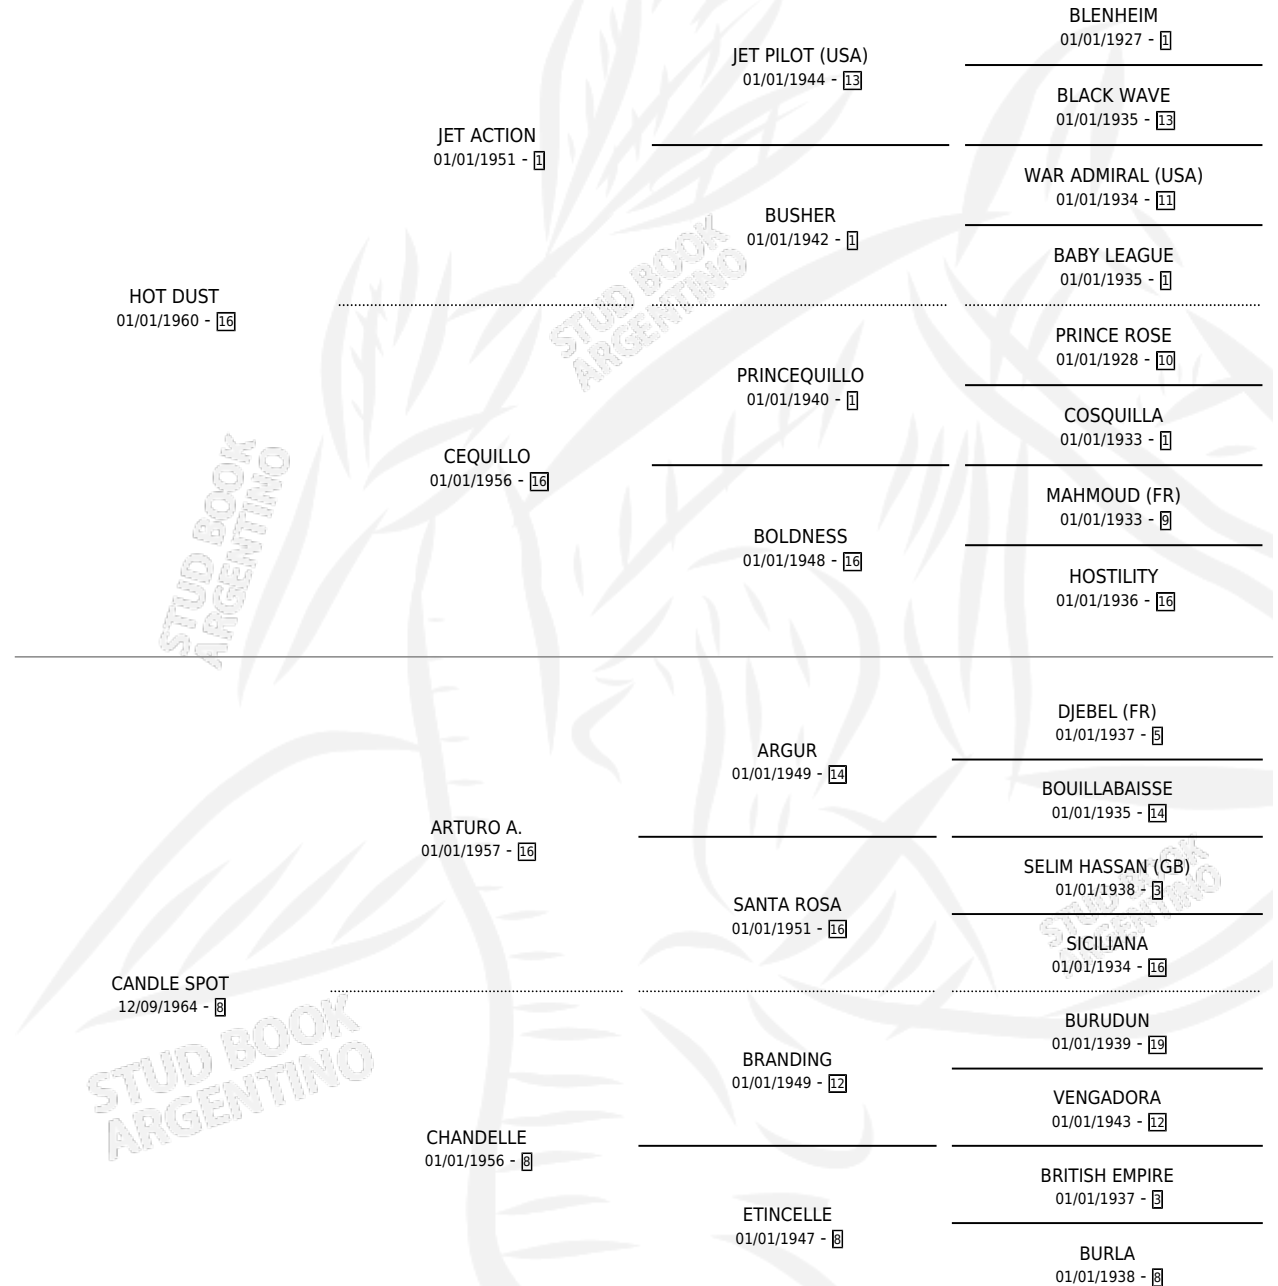 BLENHEIM
01/01/1927 - 1
JET PILOT (USA)
01/01/1944 - 13
BLACK WAVE
01/01/1935 - 13
JET ACTION
01/01/1951 - 1
WAR ADMIRAL (USA)
01/01/1934 - 11
BUSHER
01/01/1942 - 1
BABY LEAGUE
01/01/1935 - 1
HOT DUST
01/01/1960 - 16
PRINCE ROSE
01/01/1928 - 10
PRINCEQUILLO
01/01/1940 - 1
COSQUILLA
01/01/1933 - 1
CEQUILLO
01/01/1956 - 16
MAHMOUD (FR)
01/01/1933 - 9
BOLDNESS
01/01/1948 - 16
HOSTILITY
01/01/1936 - 16
DJEBEL (FR)
01/01/1937 - 5
ARGUR
01/01/1949 - 14
BOUILLABAISSE
01/01/1935 - 14
ARTURO A.
01/01/1957 - 16
SELIM HASSAN (GB)
01/01/1938 - 3
SANTA ROSA
01/01/1951 - 16
SICILIANA
01/01/1934 - 16
CANDLE SPOT
12/09/1964 - 8
BURUDUN
01/01/1939 - 19
BRANDING
01/01/1949 - 12
VENGADORA
01/01/1943 - 12
CHANDELLE
01/01/1956 - 8
BRITISH EMPIRE
01/01/1937 - 3
ETINCELLE
01/01/1947 - 8
BURLA
01/01/1938 - 8
STUD BOOK
ARGENTINO
STUD BOOK
ARGENTINO
STUD BOOK
ARGENTINO
STUD BOOK
ARGENTINO